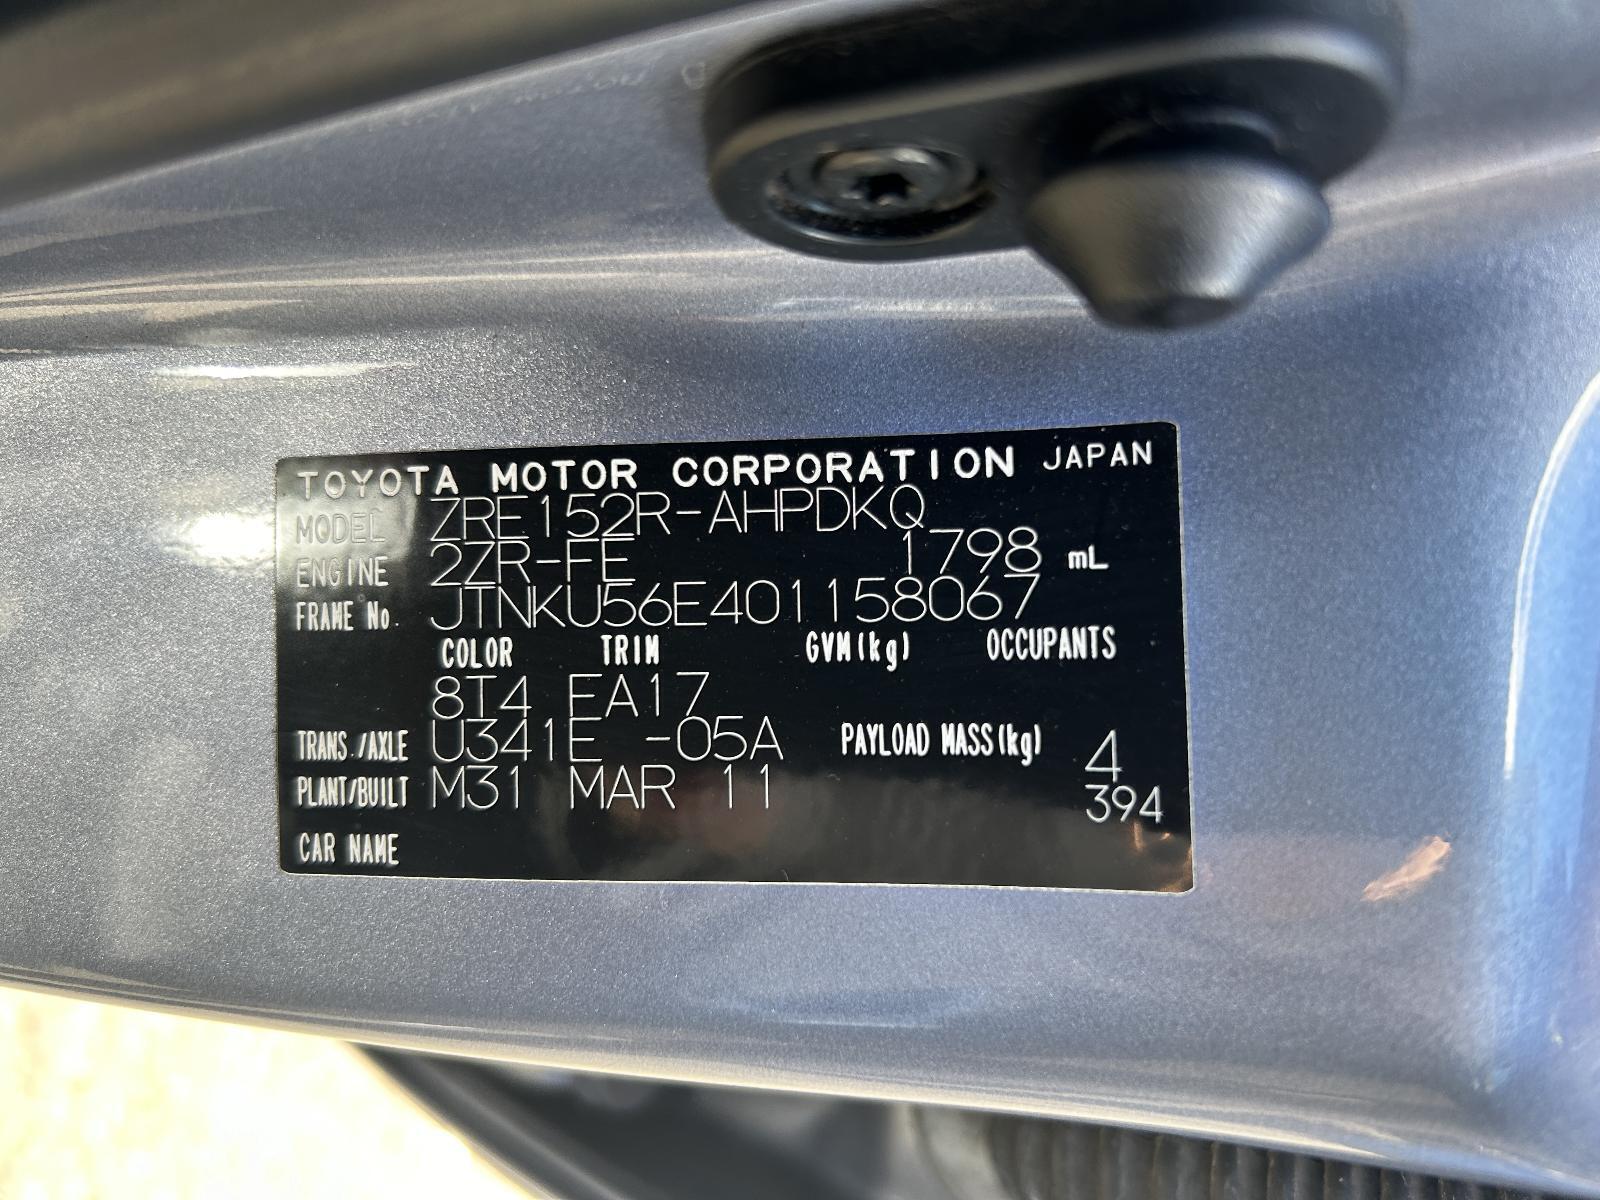 TOYOTA MOTOR CORPORATION JAPAN
MODEL ZRE152R-AHPDKQ
ENGINE 2ZR-FE 1798 mL
FRAME No. JTNKU56E401158067
COLOR TRIM GVM(kg) OCCUPANTS
8T4 EA17
TRANS./AXLE U341E -05A PAYLOAD MASS(kg) 4
PLANT/BUILT M31 MAR 11 394
CAR NAME